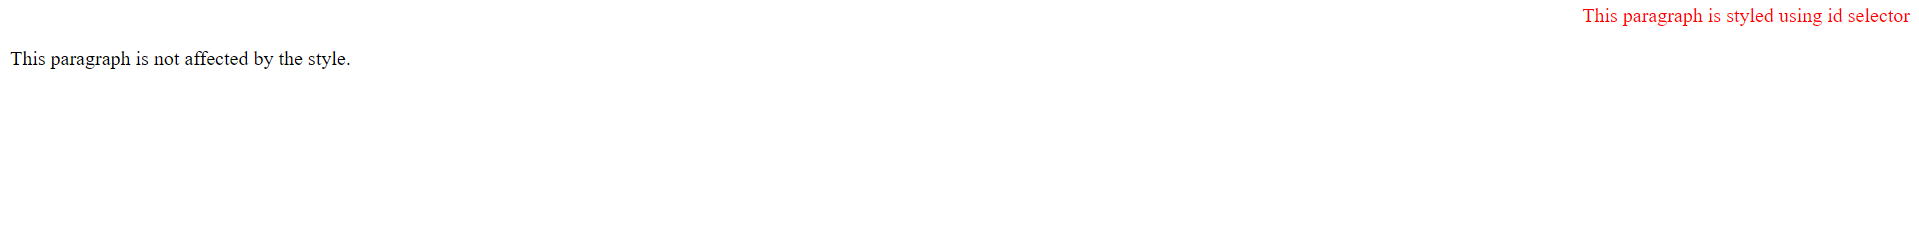 This paragraph is styled using id selector
This paragraph is not affected by the style.